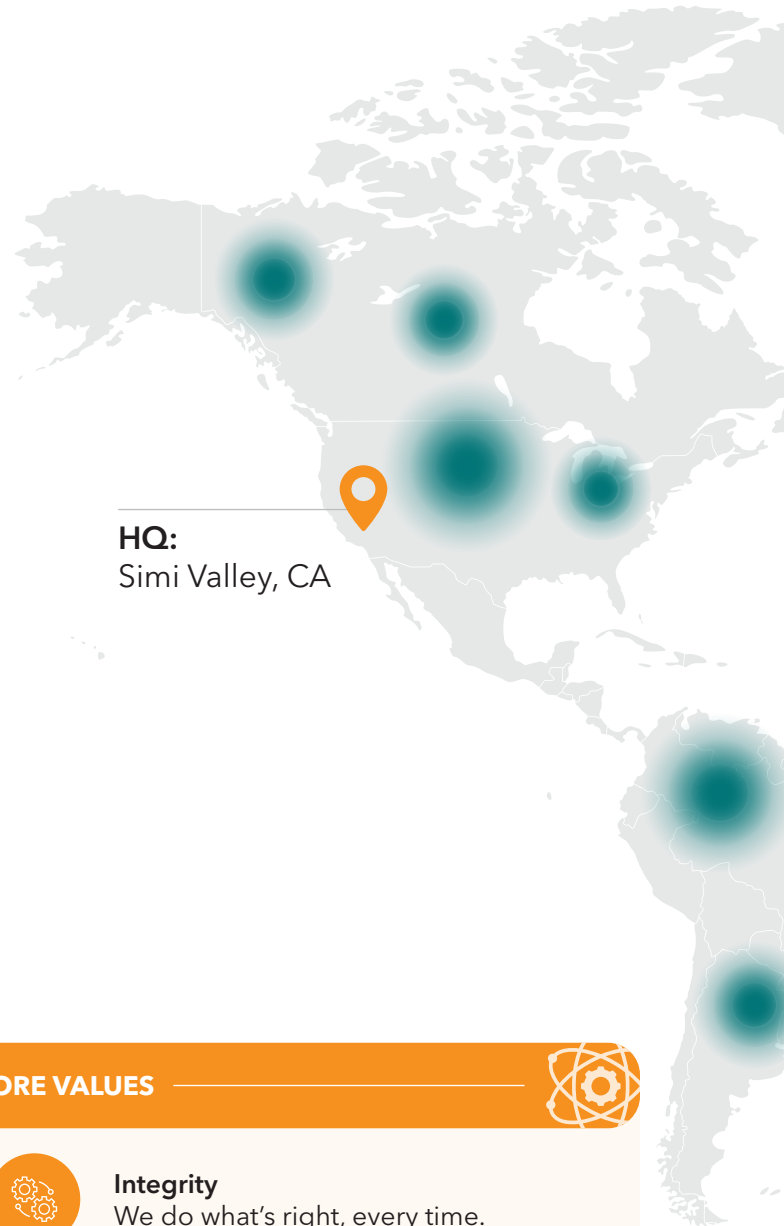 HQ:
Simi Valley, CA
ORE VALUES
Integrity
We do what's right, every time.